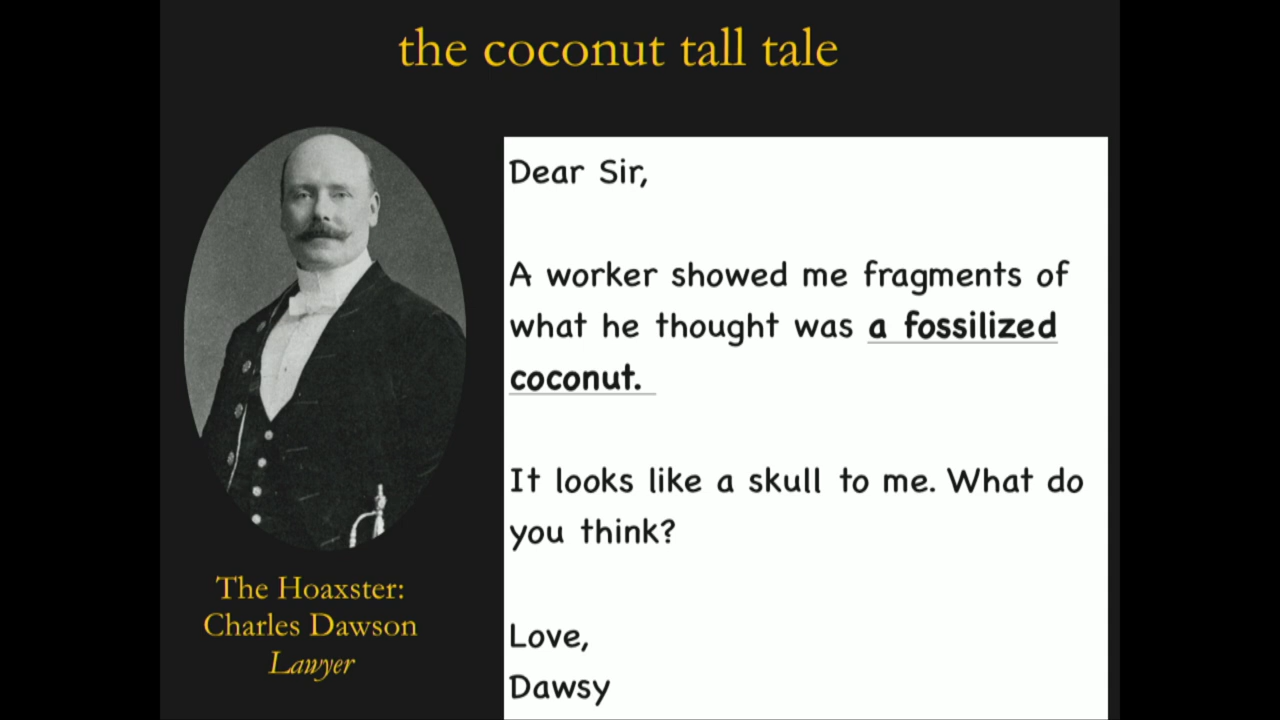 the coconut tall tale
Dear Sir,
A worker showed me fragments of
what he thought was a fossilized
coconut.
It looks like a skull to me. What do
you think?
Love,
Dawsy
The Hoaxster:
Charles Dawson
Lawyer